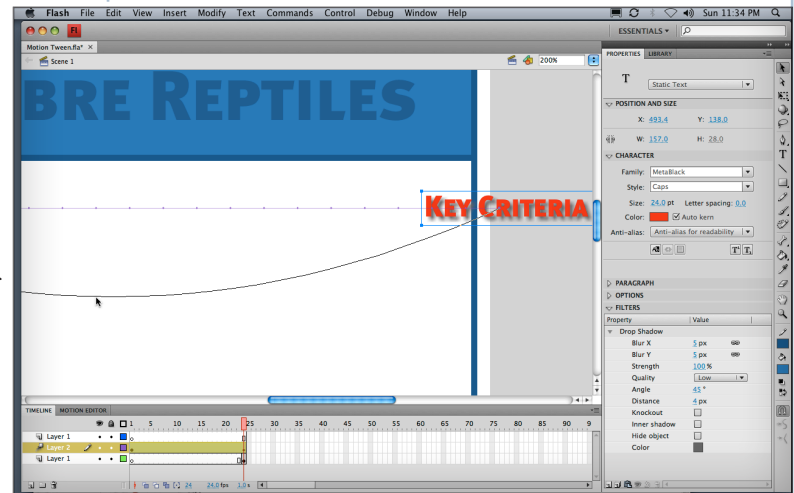 Flash File Edit View Insert Modify Text Commands Control Debug Window Help Sun 11:34 PM
Fl ESSENTIALS
Motion Tween.fla* ×
Scene 1 200%
BRE REPTILES
KEY CRITERIA
PROPERTIES LIBRARY
T Static Text
POSITION AND SIZE
X: 493.4 Y: 138.0
W: 157.0 H: 28.0
CHARACTER
Family: MetaBlack
Style: Caps
Size: 24.0 pt Letter spacing: 0.0
Color: Auto kern
Anti-alias: Anti-alias for readability
PARAGRAPH
OPTIONS
FILTERS
Property Value
Drop Shadow
Blur X 5 px
Blur Y 5 px
Strength 100 %
Quality Low
Angle 45 °
Distance 4 px
Knockout
Inner shadow
Hide object
Color
TIMELINE MOTION EDITOR
1 5 10 15 20 25 30 35 40 45 50 55 60 65 70 75 80 85 90 9
Layer 1
Layer 2
Layer 1
24 24.0 fps 1.0 s